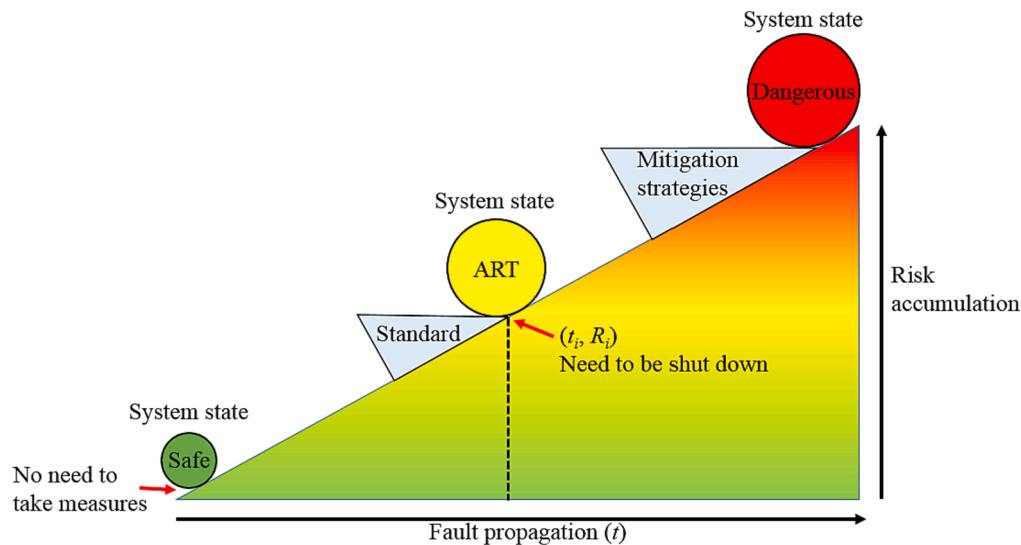 System state
Dangerous
Mitigation
strategies
System state
ART
Risk
accumulation
Standard
(tᵢ, Rᵢ)
Need to be shut down
System state
Safe
No need to
take measures
Fault propagation (t)